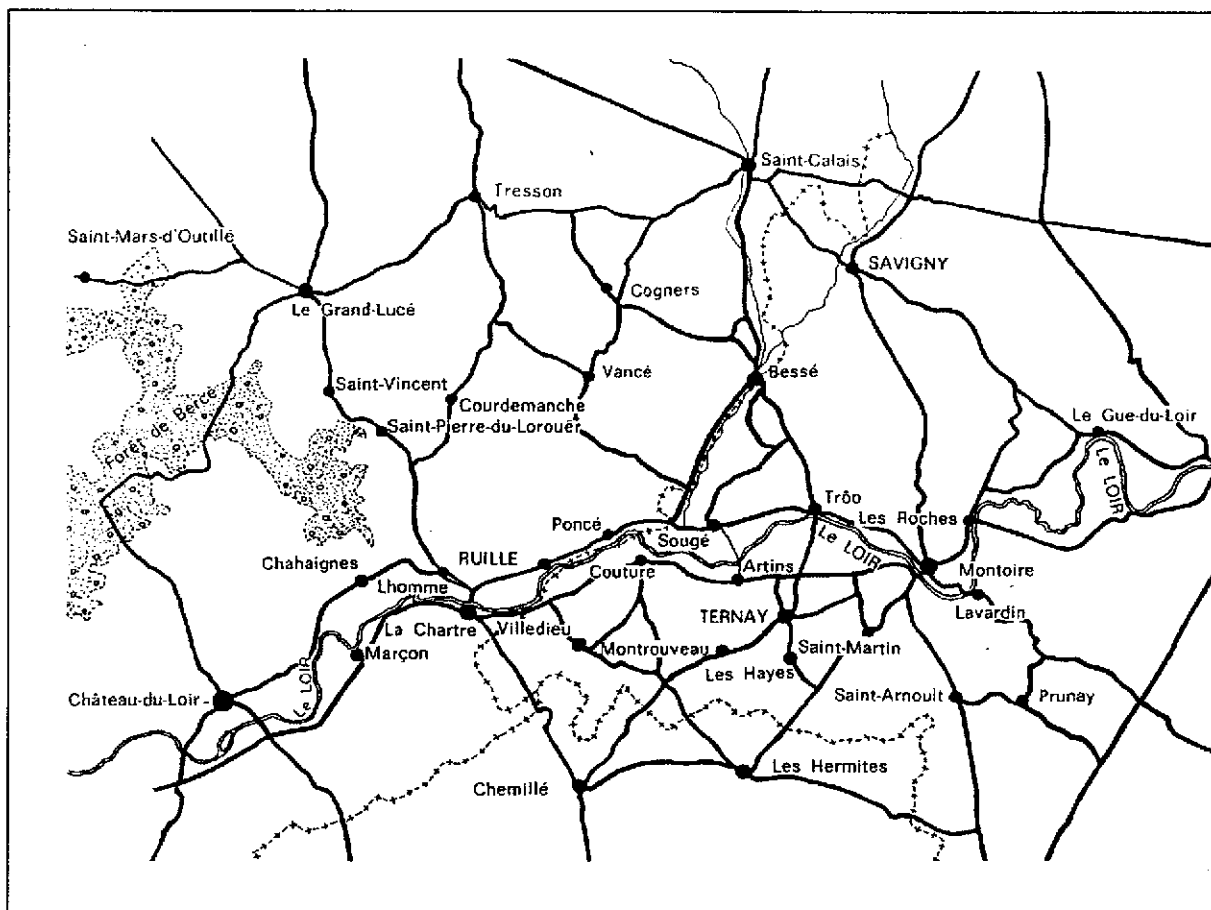 Saint-Calais
Tresson
Saint-Mars-d'Outillé
SAVIGNY
Cogners
Le Grand-Lucé
Vancé
Bessé
Saint-Vincent
Courdemanche
Le Gue-du-Loir
Saint-Pierre-du-Lorouër
Forêt de Bercé
Le LOIR
Trôo
Les Roches
Poncé
Sougé
Le LOIR
RUILLE
Chahaignes
Couture
Artins
Montoire
Lhomme
Lavardin
La Chartre
Villedieu
TERNAY
Marçon
Montrouveau
Saint-Martin
Les Hayes
Le LOIR
Château-du-Loir
Saint-Arnoult
Prunay
Les Hermites
Chemillé